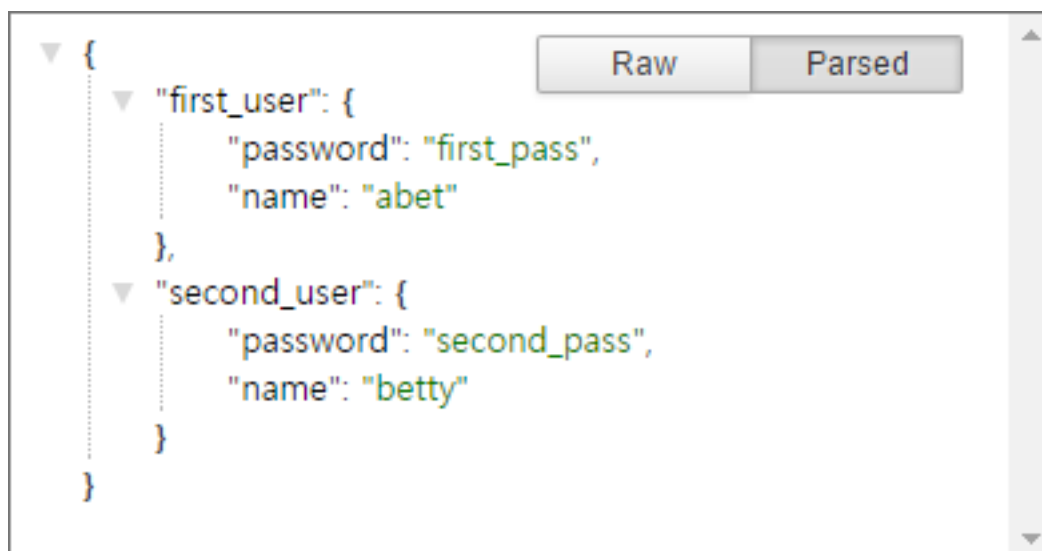 {
Raw Parsed
"first_user": {
"password": "first_pass",
"name": "abet"
},
"second_user": {
"password": "second_pass",
"name": "betty"
}
}